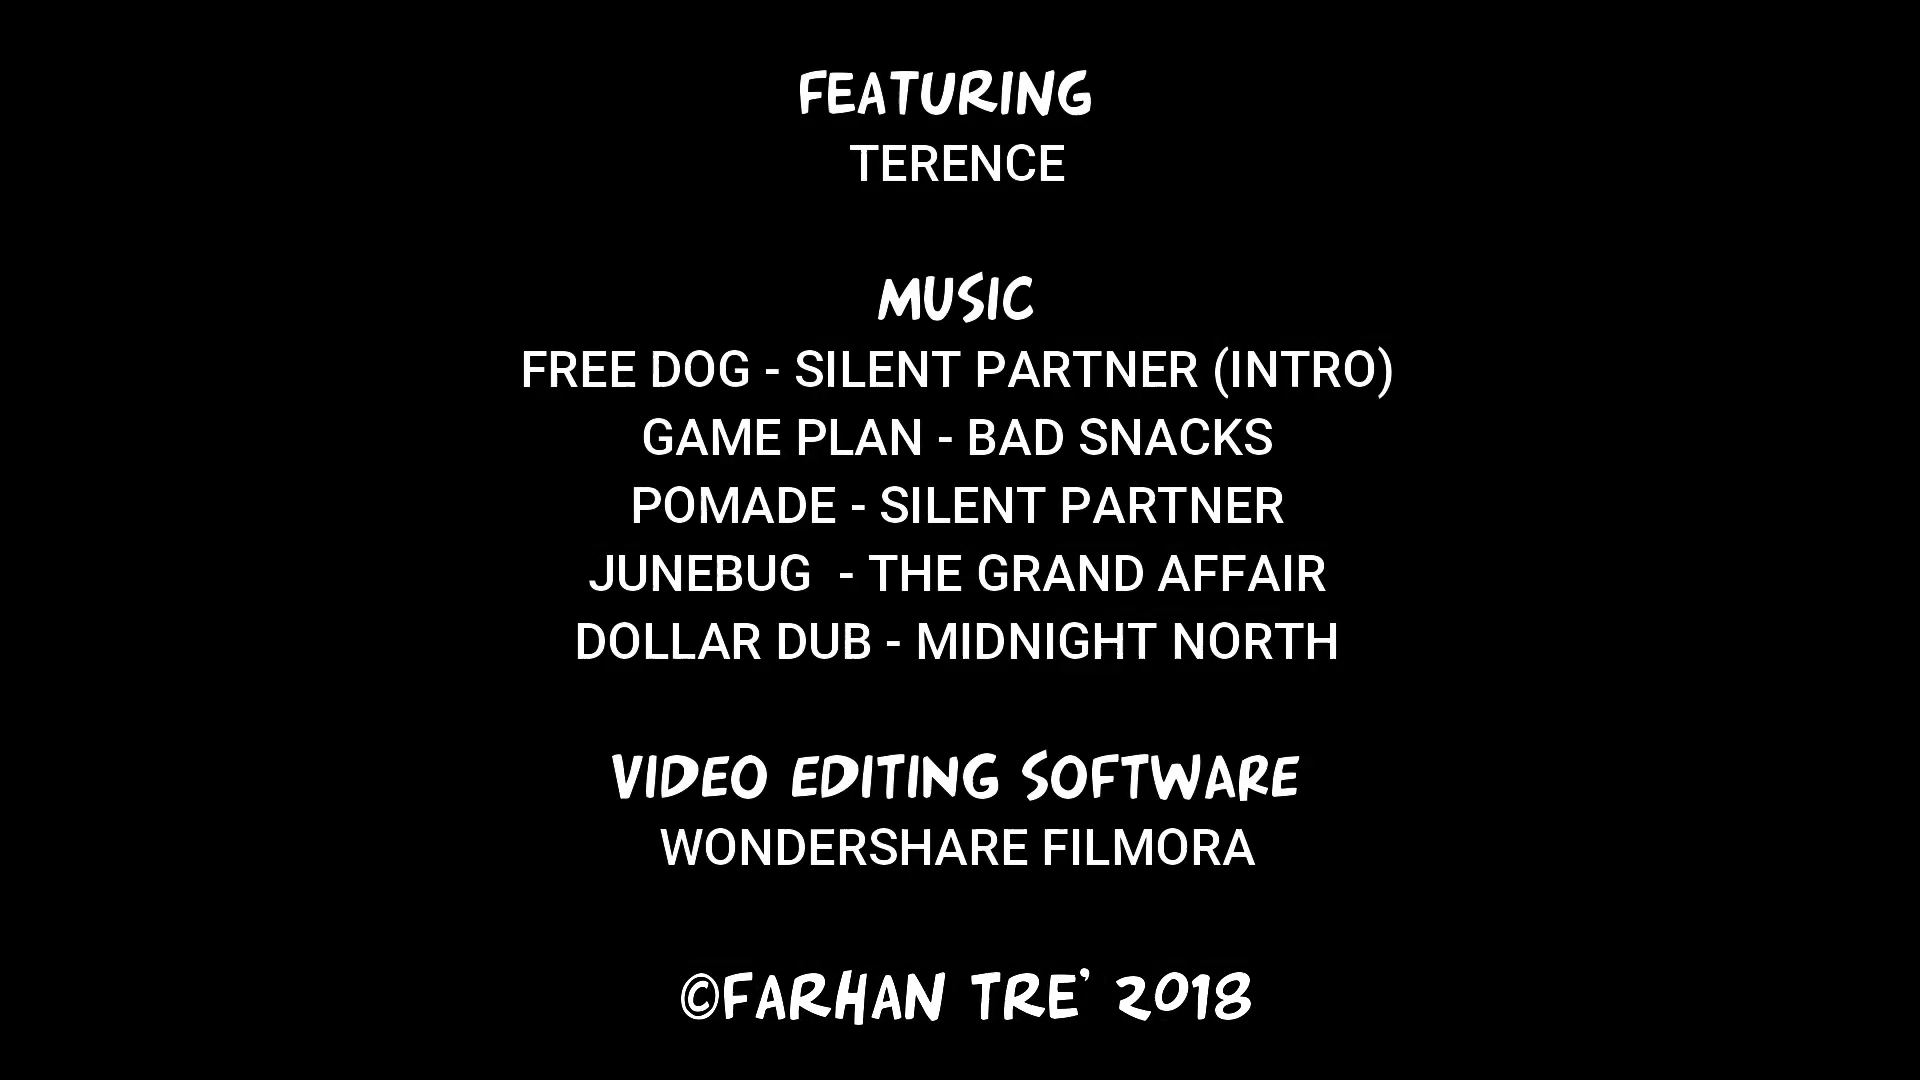 FEATURING
TERENCE
MUSIC
FREE DOG - SILENT PARTNER (INTRO)
GAME PLAN - BAD SNACKS
POMADE - SILENT PARTNER
JUNEBUG  - THE GRAND AFFAIR
DOLLAR DUB - MIDNIGHT NORTH
VIDEO EDITING SOFTWARE
WONDERSHARE FILMORA
©FARHAN TRE' 2018